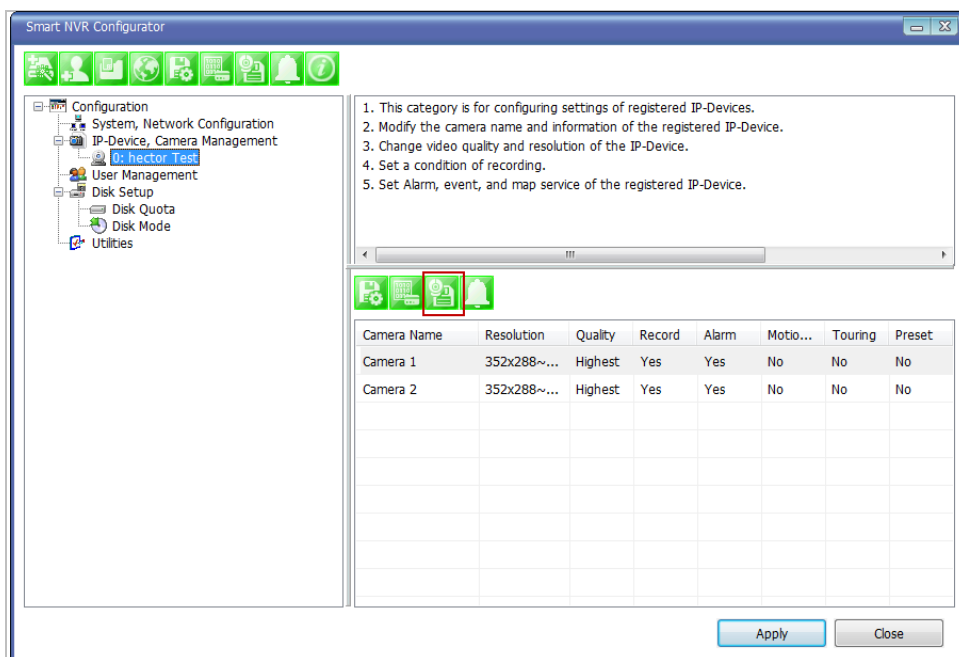 Smart NVR Configurator
Configuration
System, Network Configuration
IP-Device, Camera Management
0: hector Test
User Management
Disk Setup
Disk Quota
Disk Mode
Utilities
1. This category is for configuring settings of registered IP-Devices.
2. Modify the camera name and information of the registered IP-Device.
3. Change video quality and resolution of the IP-Device.
4. Set a condition of recording.
5. Set Alarm, event, and map service of the registered IP-Device.
Camera Name Resolution Quality Record Alarm Motio... Touring Preset
Camera 1 352x288~... Highest Yes Yes No No No
Camera 2 352x288~... Highest Yes Yes No No No
Apply Close